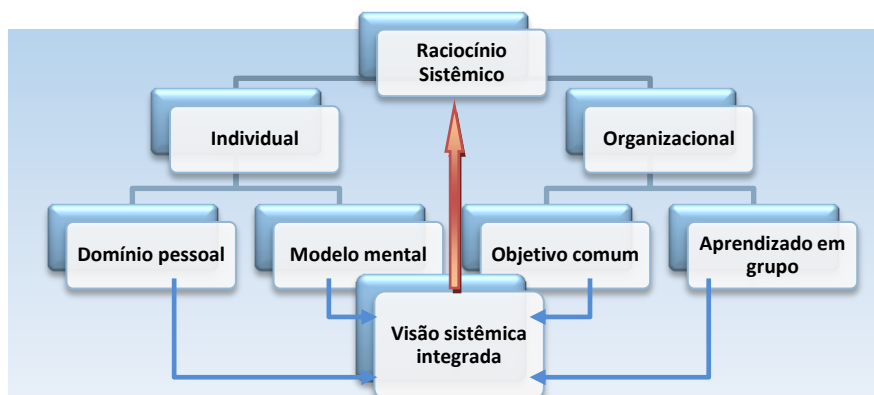 Raciocínio
Sistêmico
Individual
Organizacional
Domínio pessoal
Modelo mental
Objetivo comum
Aprendizado em
grupo
Visão sistêmica
integrada